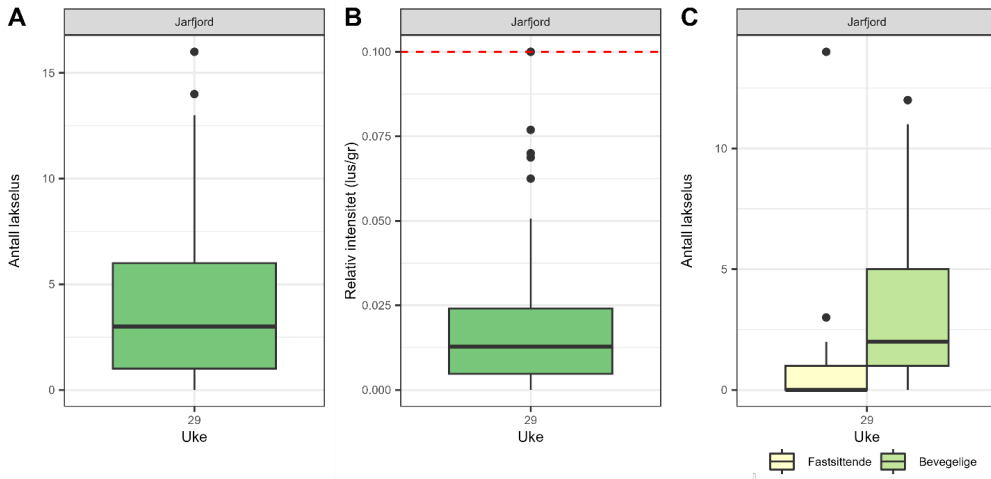 A
Jarfjord
Antall lakselus
15
10
5
0
29
Uke
B
Jarfjord
Relativ intensitet (lus/gr)
0.100
0.075
0.050
0.025
0.000
29
Uke
C
Jarfjord
Antall lakselus
10
5
0
29
Uke
Fastsittende Bevegelige